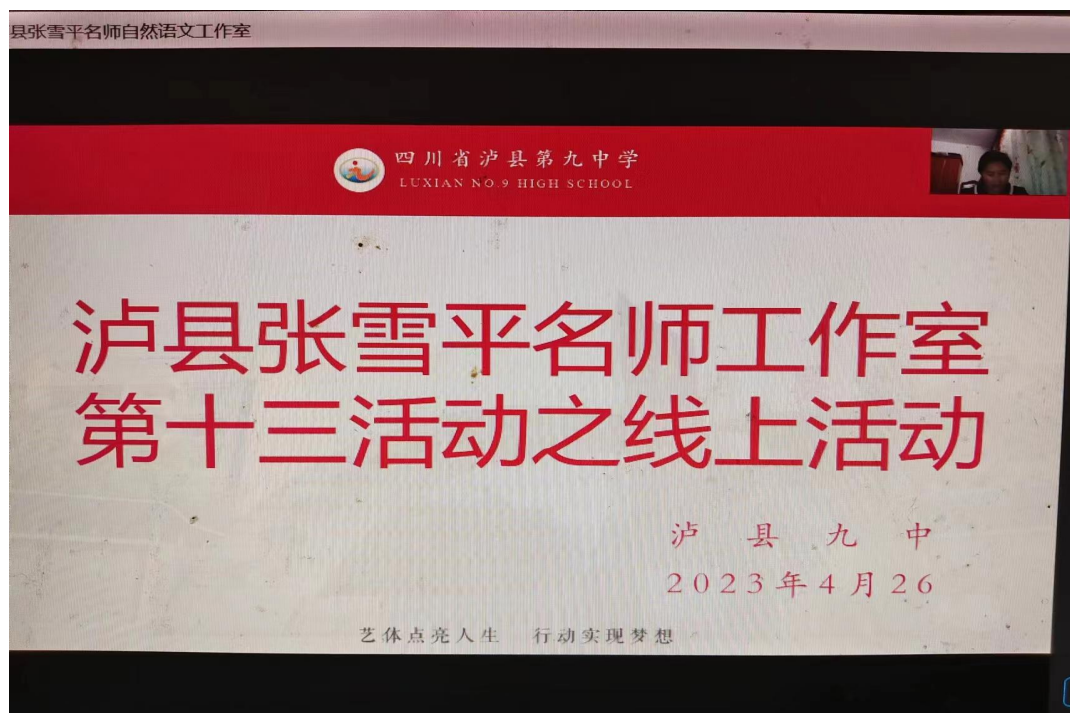 县张雪平名师自然语文工作室
四川省泸县第九中学
LUXIAN NO.9 HIGH SCHOOL
泸县张雪平名师工作室
第十三活动之线上活动
泸县九中
2023年4月26
艺体点亮人生 行动实现梦想